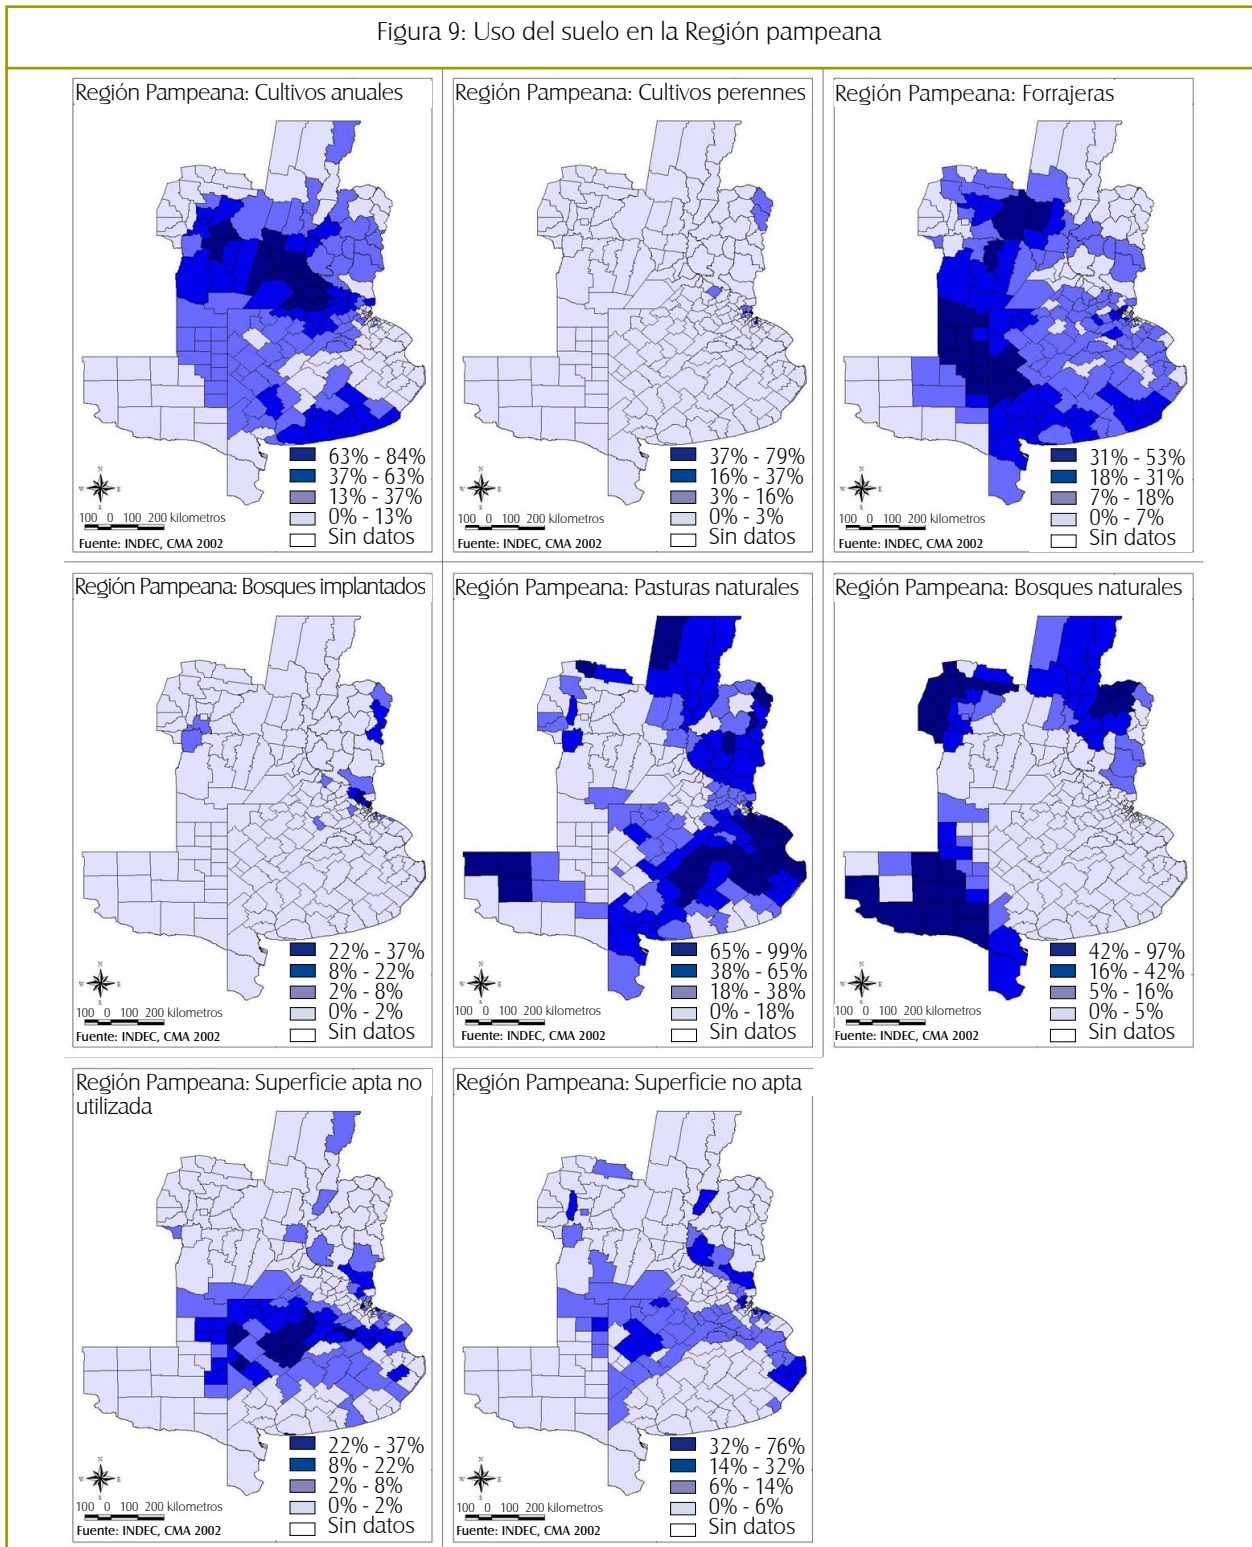 Figura 9: Uso del suelo en la Región pampeana
Región Pampeana: Cultivos anuales
N
W E
S
63% - 84%
37% - 63%
13% - 37%
0% - 13%
Sin datos
100 0 100 200 kilometros
Fuente: INDEC, CMA 2002
Región Pampeana: Cultivos perennes
N
W E
S
37% - 79%
16% - 37%
3% - 16%
0% - 3%
Sin datos
100 0 100 200 kilometros
Fuente: INDEC, CMA 2002
Región Pampeana: Forrajeras
N
W E
S
31% - 53%
18% - 31%
7% - 18%
0% - 7%
Sin datos
100 0 100 200 kilometros
Fuente: INDEC, CMA 2002
Región Pampeana: Bosques implantados
N
W E
S
22% - 37%
8% - 22%
2% - 8%
0% - 2%
Sin datos
100 0 100 200 kilometros
Fuente: INDEC, CMA 2002
Región Pampeana: Pasturas naturales
N
W E
S
65% - 99%
38% - 65%
18% - 38%
0% - 18%
Sin datos
100 0 100 200 kilometros
Fuente: INDEC, CMA 2002
Región Pampeana: Bosques naturales
N
W E
S
42% - 97%
16% - 42%
5% - 16%
0% - 5%
Sin datos
100 0 100 200 kilometros
Fuente: INDEC, CMA 2002
Región Pampeana: Superficie apta no
utilizada
N
W E
S
22% - 37%
8% - 22%
2% - 8%
0% - 2%
Sin datos
100 0 100 200 kilometros
Fuente: INDEC, CMA 2002
Región Pampeana: Superficie no apta
N
W E
S
32% - 76%
14% - 32%
6% - 14%
0% - 6%
Sin datos
100 0 100 200 kilometros
Fuente: INDEC, CMA 2002